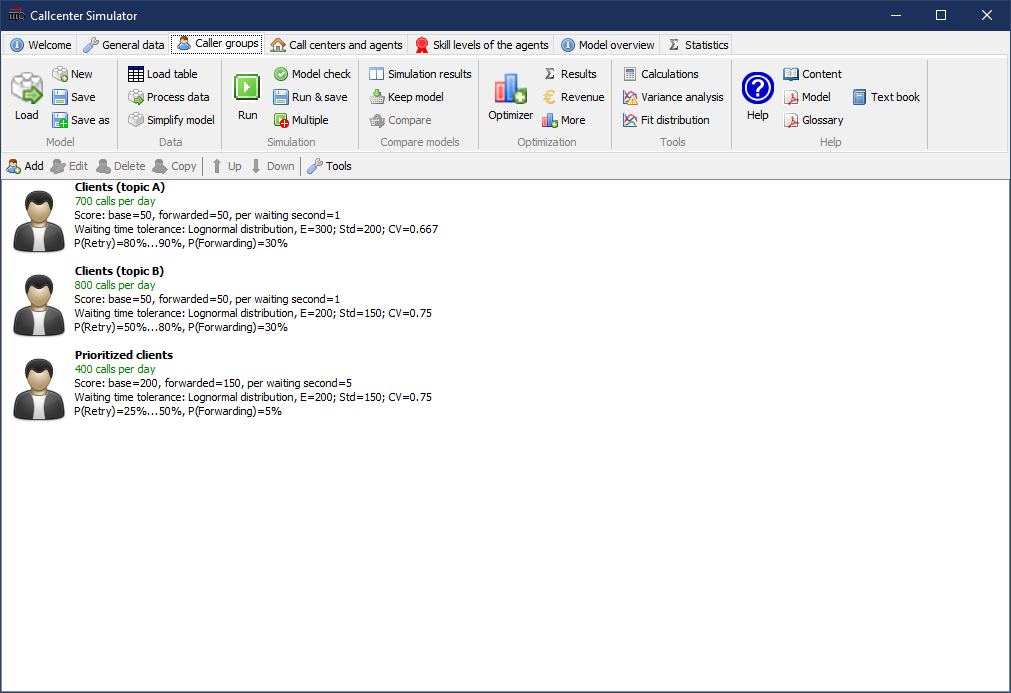 Callcenter Simulator
Welcome General data Caller groups Call centers and agents Skill levels of the agents Model overview Statistics
New Load table Model check Simulation results Results Calculations Content
Save Process data Run & save Keep model Revenue Variance analysis Model Text book
Load Run Optimizer Help
Save as Simplify model Multiple Compare More Fit distribution Glossary
Model Data Simulation Compare models Optimization Tools Help
Add Edit Delete Copy Up Down Tools
Clients (topic A)
700 calls per day
Score: base=50, forwarded=50, per waiting second=1
Waiting time tolerance: Lognormal distribution, E=300; Std=200; CV=0.667
P(Retry)=80%...90%, P(Forwarding)=30%
Clients (topic B)
800 calls per day
Score: base=50, forwarded=50, per waiting second=1
Waiting time tolerance: Lognormal distribution, E=200; Std=150; CV=0.75
P(Retry)=50%...80%, P(Forwarding)=30%
Prioritized clients
400 calls per day
Score: base=200, forwarded=150, per waiting second=5
Waiting time tolerance: Lognormal distribution, E=200; Std=150; CV=0.75
P(Retry)=25%...50%, P(Forwarding)=5%